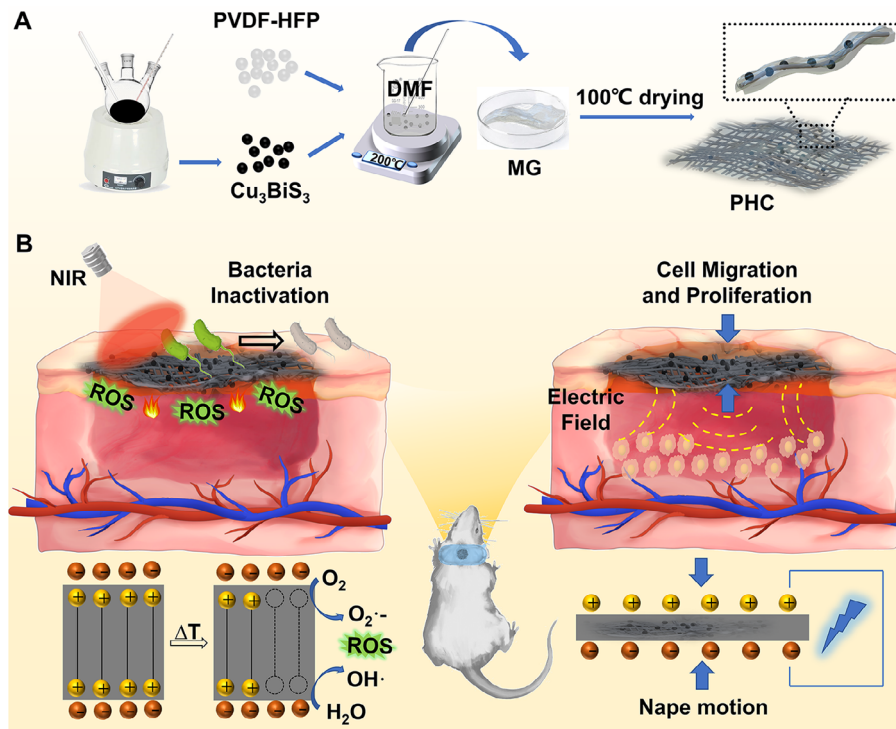 A
PVDF-HFP
Cu₃BiS₃
DMF
200℃
MG
100℃ drying
PHC
B
NIR
Bacteria
Inactivation
ROS
ROS
ROS
Cell Migration
and Proliferation
Electric
Field
ΔT
O₂
O₂·-
ROS
OH·
H₂O
Nape motion